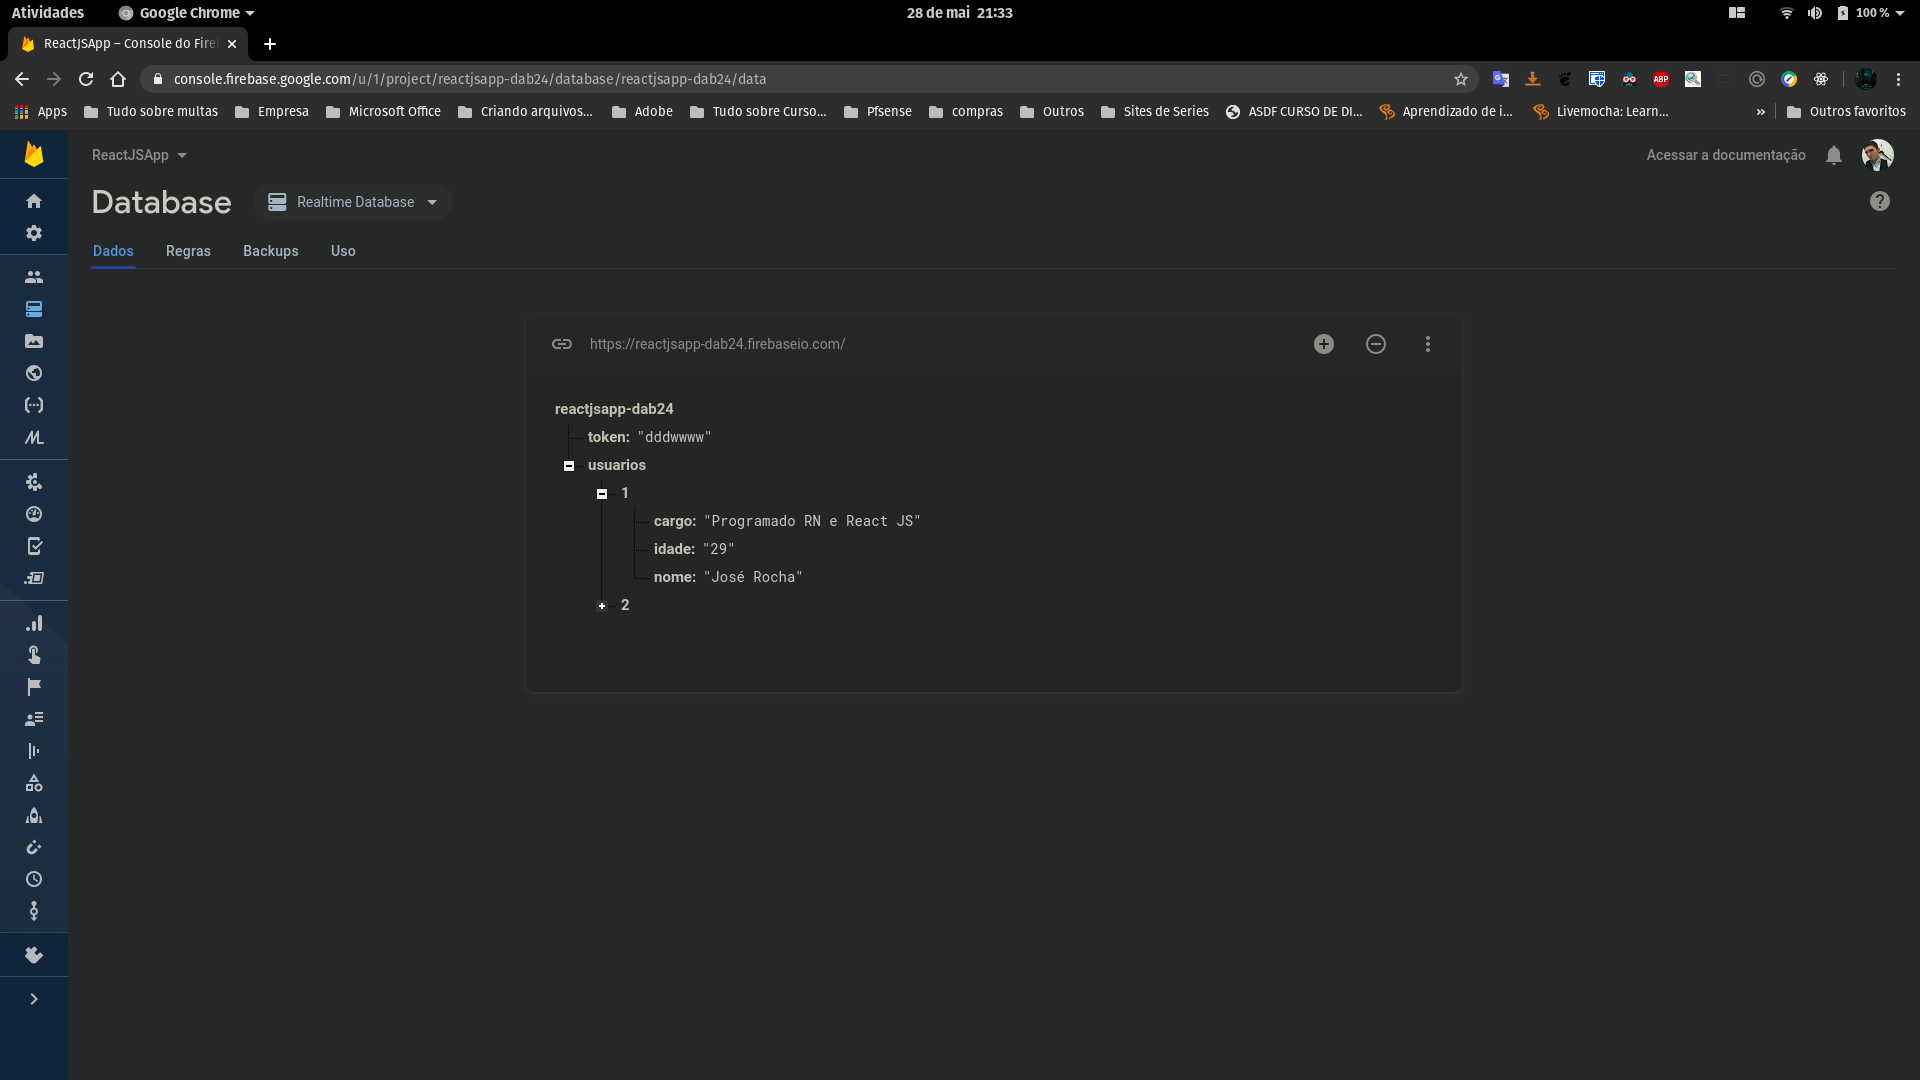 Atividades
Google Chrome
28 de mai 21:33
100 %
ReactJSApp – Console do Fire
console.firebase.google.com/u/1/project/reactjsapp-dab24/database/reactjsapp-dab24/data
Apps
Tudo sobre multas
Empresa
Microsoft Office
Criando arquivos...
Adobe
Tudo sobre Curso...
Pfsense
compras
Outros
Sites de Series
ASDF CURSO DE DI...
Aprendizado de i...
Livemocha: Learn...
»
Outros favoritos
ReactJSApp
Acessar a documentação
Database
Realtime Database
Dados
Regras
Backups
Uso
https://reactjsapp-dab24.firebaseio.com/
reactjsapp-dab24
token: "dddwwww"
usuarios
1
cargo: "Programado RN e React JS"
idade: "29"
nome: "José Rocha"
2